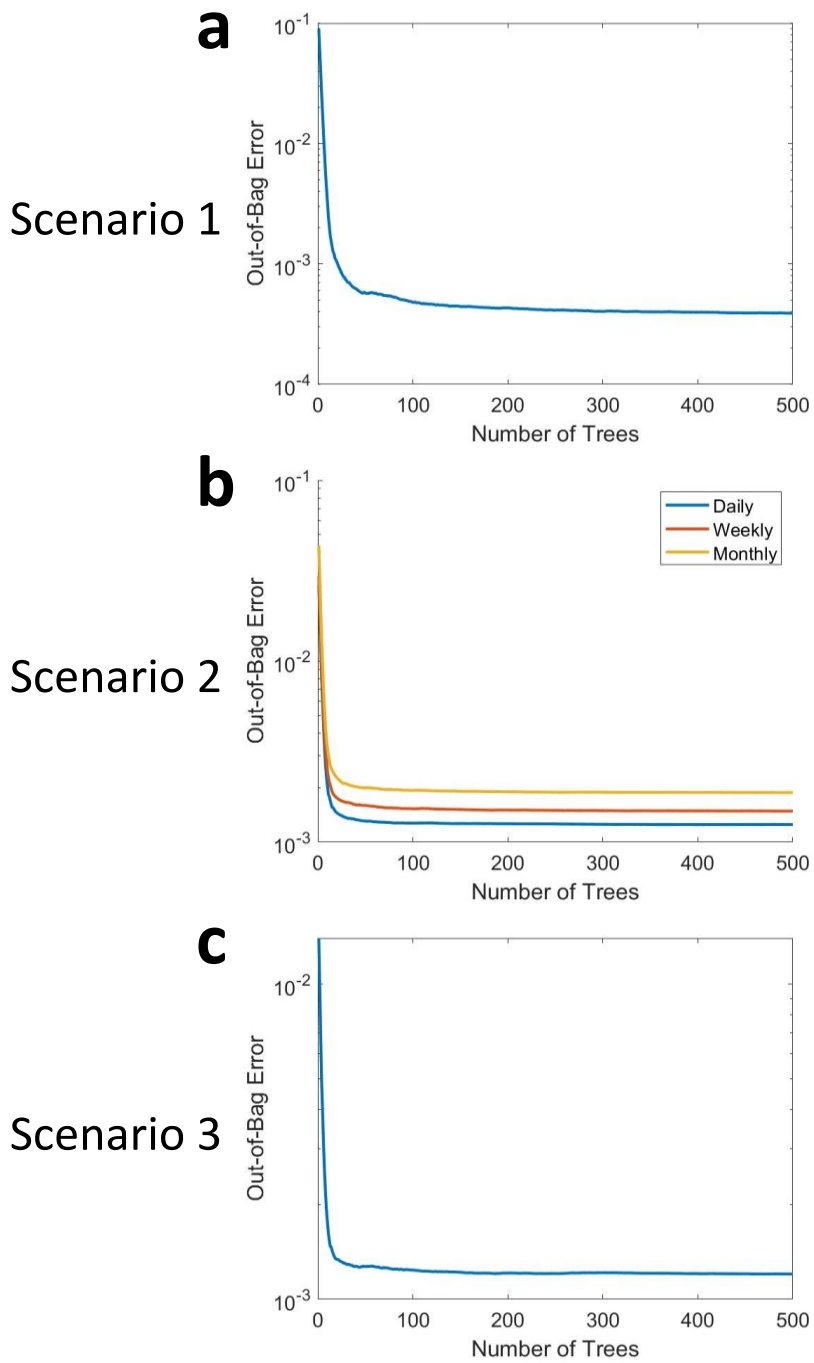 a
10^-1
10^-2
10^-3
10^-4
Out-of-Bag Error
Scenario 1
0 100 200 300 400 500
Number of Trees
b
10^-1
10^-2
10^-3
Out-of-Bag Error
Daily
Weekly
Monthly
Scenario 2
0 100 200 300 400 500
Number of Trees
c
10^-2
10^-3
Out-of-Bag Error
Scenario 3
0 100 200 300 400 500
Number of Trees